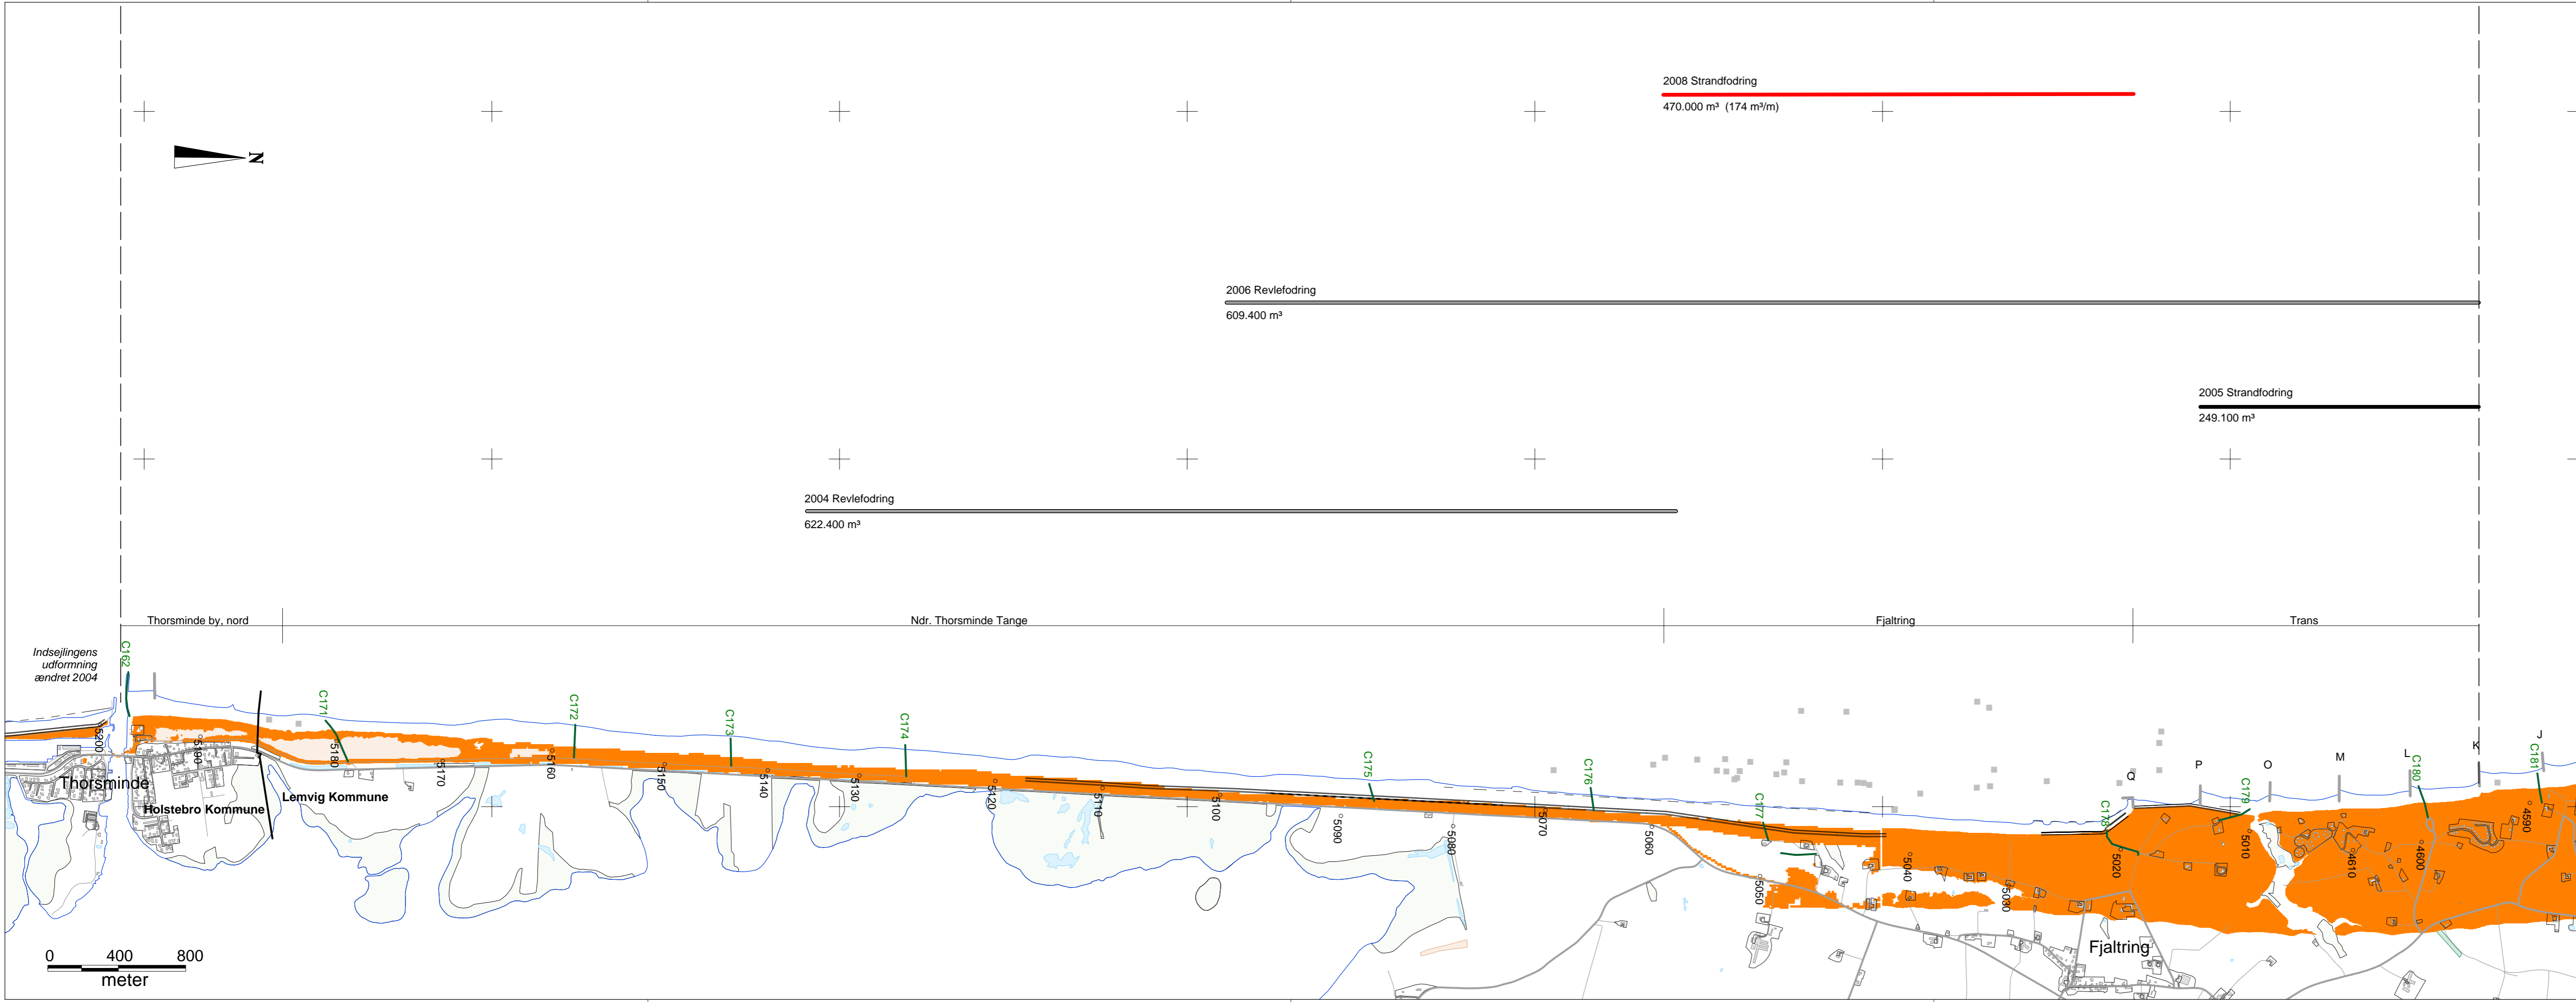 2008 Strandfodring
470.000 m³ (174 m³/m)
N
2006 Revlefodring
609.400 m³
2005 Strandfodring
249.100 m³
2004 Revlefodring
622.400 m³
Thorsminde by, nord
Ndr. Thorsminde Tange
Fjaltring
Trans
Indsejlingens
udformning
ændret 2004
C162
C171
C172
C173
C174
C175
C176
C177
C178
C179
C180
C181
Q
P
O
M
L
K
J
5200
5190
5180
5170
5160
5150
5140
5130
5120
5110
5100
5090
5080
5070
5060
5050
5040
5030
5020
5010
4610
4600
4590
Thorsminde
Holstebro Kommune
Lemvig Kommune
Fjaltring
0 400 800
meter